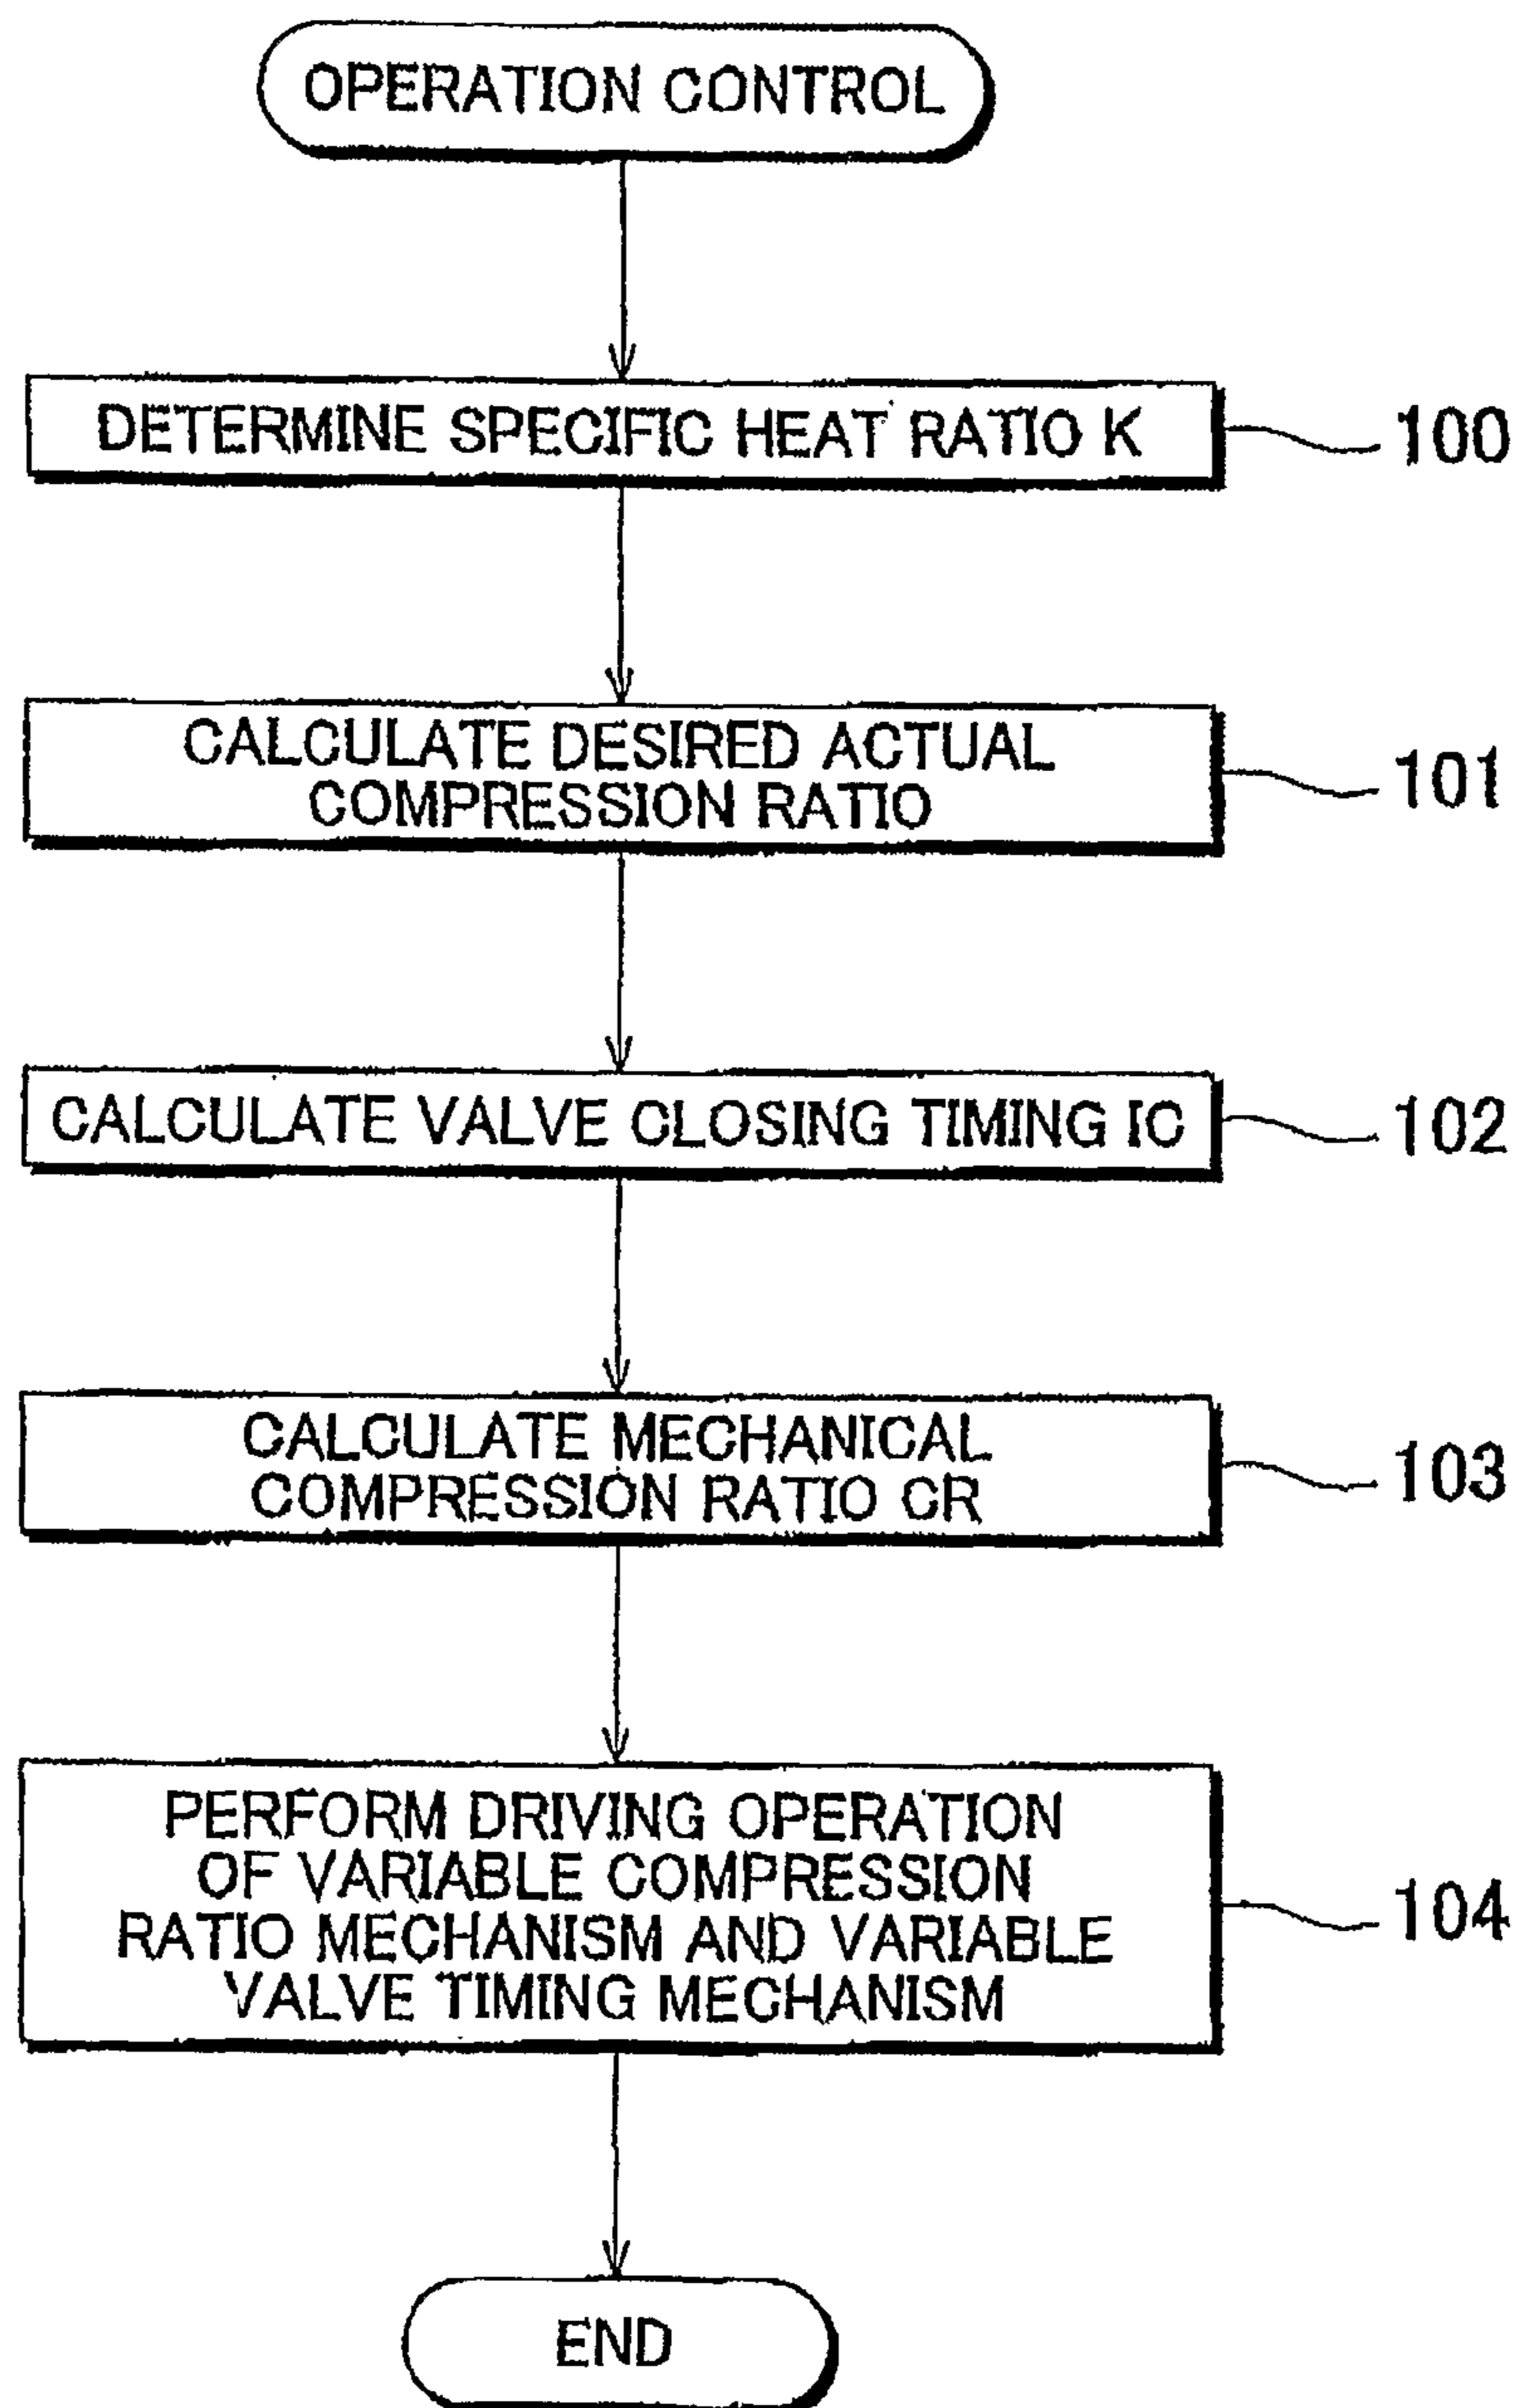 OPERATION CONTROL
DETERMINE SPECIFIC HEAT RATIO K
100
CALCULATE DESIRED ACTUAL
COMPRESSION RATIO
101
CALCULATE VALVE CLOSING TIMING IC
102
CALCULATE MECHANICAL
COMPRESSION RATIO CR
103
PERFORM DRIVING OPERATION
OF VARIABLE COMPRESSION
RATIO MECHANISM AND VARIABLE
VALVE TIMING MECHANISM
104
END